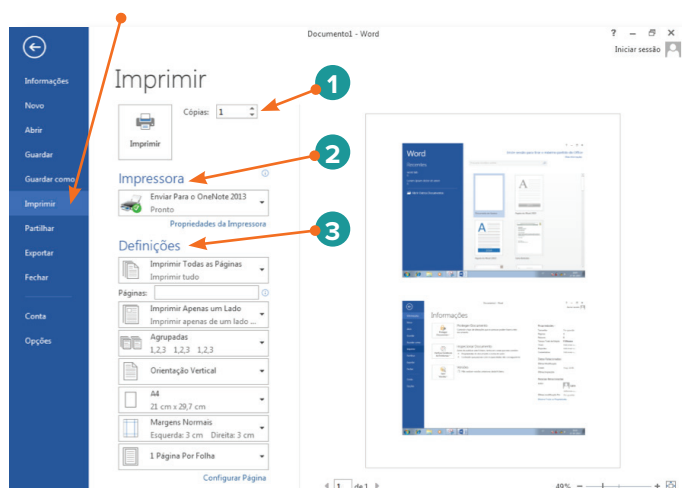 Documento1 - Word
?
Iniciar sessão
Informações
Novo
Abrir
Guardar
Guardar como
Imprimir
Partilhar
Exportar
Fechar
Conta
Opções
Imprimir
Imprimir
Cópias: 1
1
Impressora
2
Enviar Para o OneNote 2013
Pronto
Propriedades da Impressora
3
Definições
Imprimir Todas as Páginas
Imprimir tudo
Páginas:
Imprimir Apenas um Lado
Imprimir apenas de um lado ...
Agrupadas
1,2,3 1,2,3 1,2,3
Orientação Vertical
A4
21 cm x 29,7 cm
Margens Normais
Esquerda: 3 cm Direita: 3 cm
1 Página Por Folha
Configurar Página
Word
Recentes
A
A
Informações
1 de 1
49%